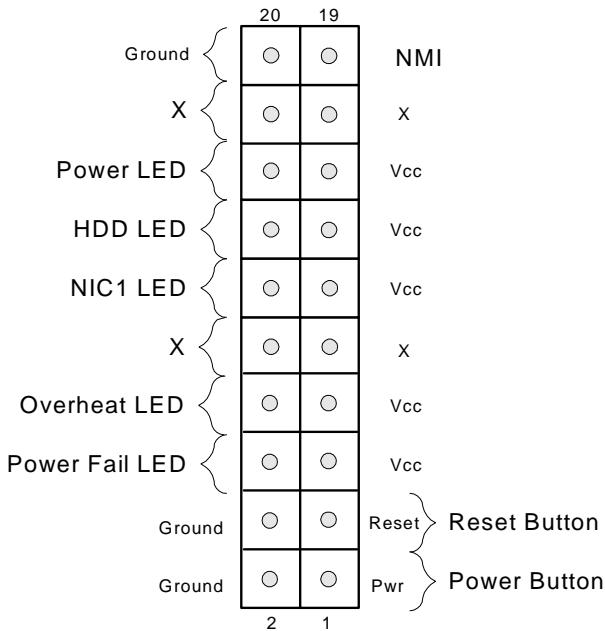 20 19
Ground NMI
X X
Power LED Vcc
HDD LED Vcc
NIC1 LED Vcc
X X
Overheat LED Vcc
Power Fail LED Vcc
Ground Reset Reset Button
Ground Pwr Power Button
2 1